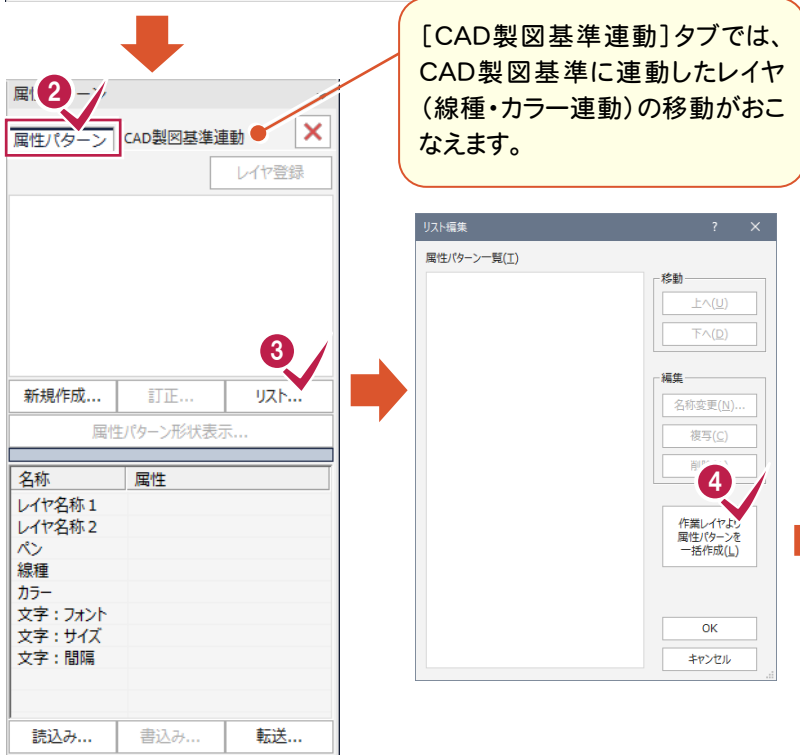 [CAD製図基準連動]タブでは、
CAD製図基準に連動したレイヤ
（線種・カラー連動）の移動がおこ
なえます。
2
属性パターン CAD製図基準連動
レイヤ登録
3
新規作成... 訂正... リスト...
属性パターン形状表示...
名称 属性
レイヤ名称 1
レイヤ名称 2
ペン
線種
カラー
文字：フォント
文字：サイズ
文字：間隔
読込み... 書込み... 転送...
リスト編集 ? ×
属性パターン一覧(T)
移動
上へ(U)
下へ(D)
編集
名称変更(N)...
複写(C)
4
作業レイヤより
属性パターンを
一括作成(L)
OK
キャンセル